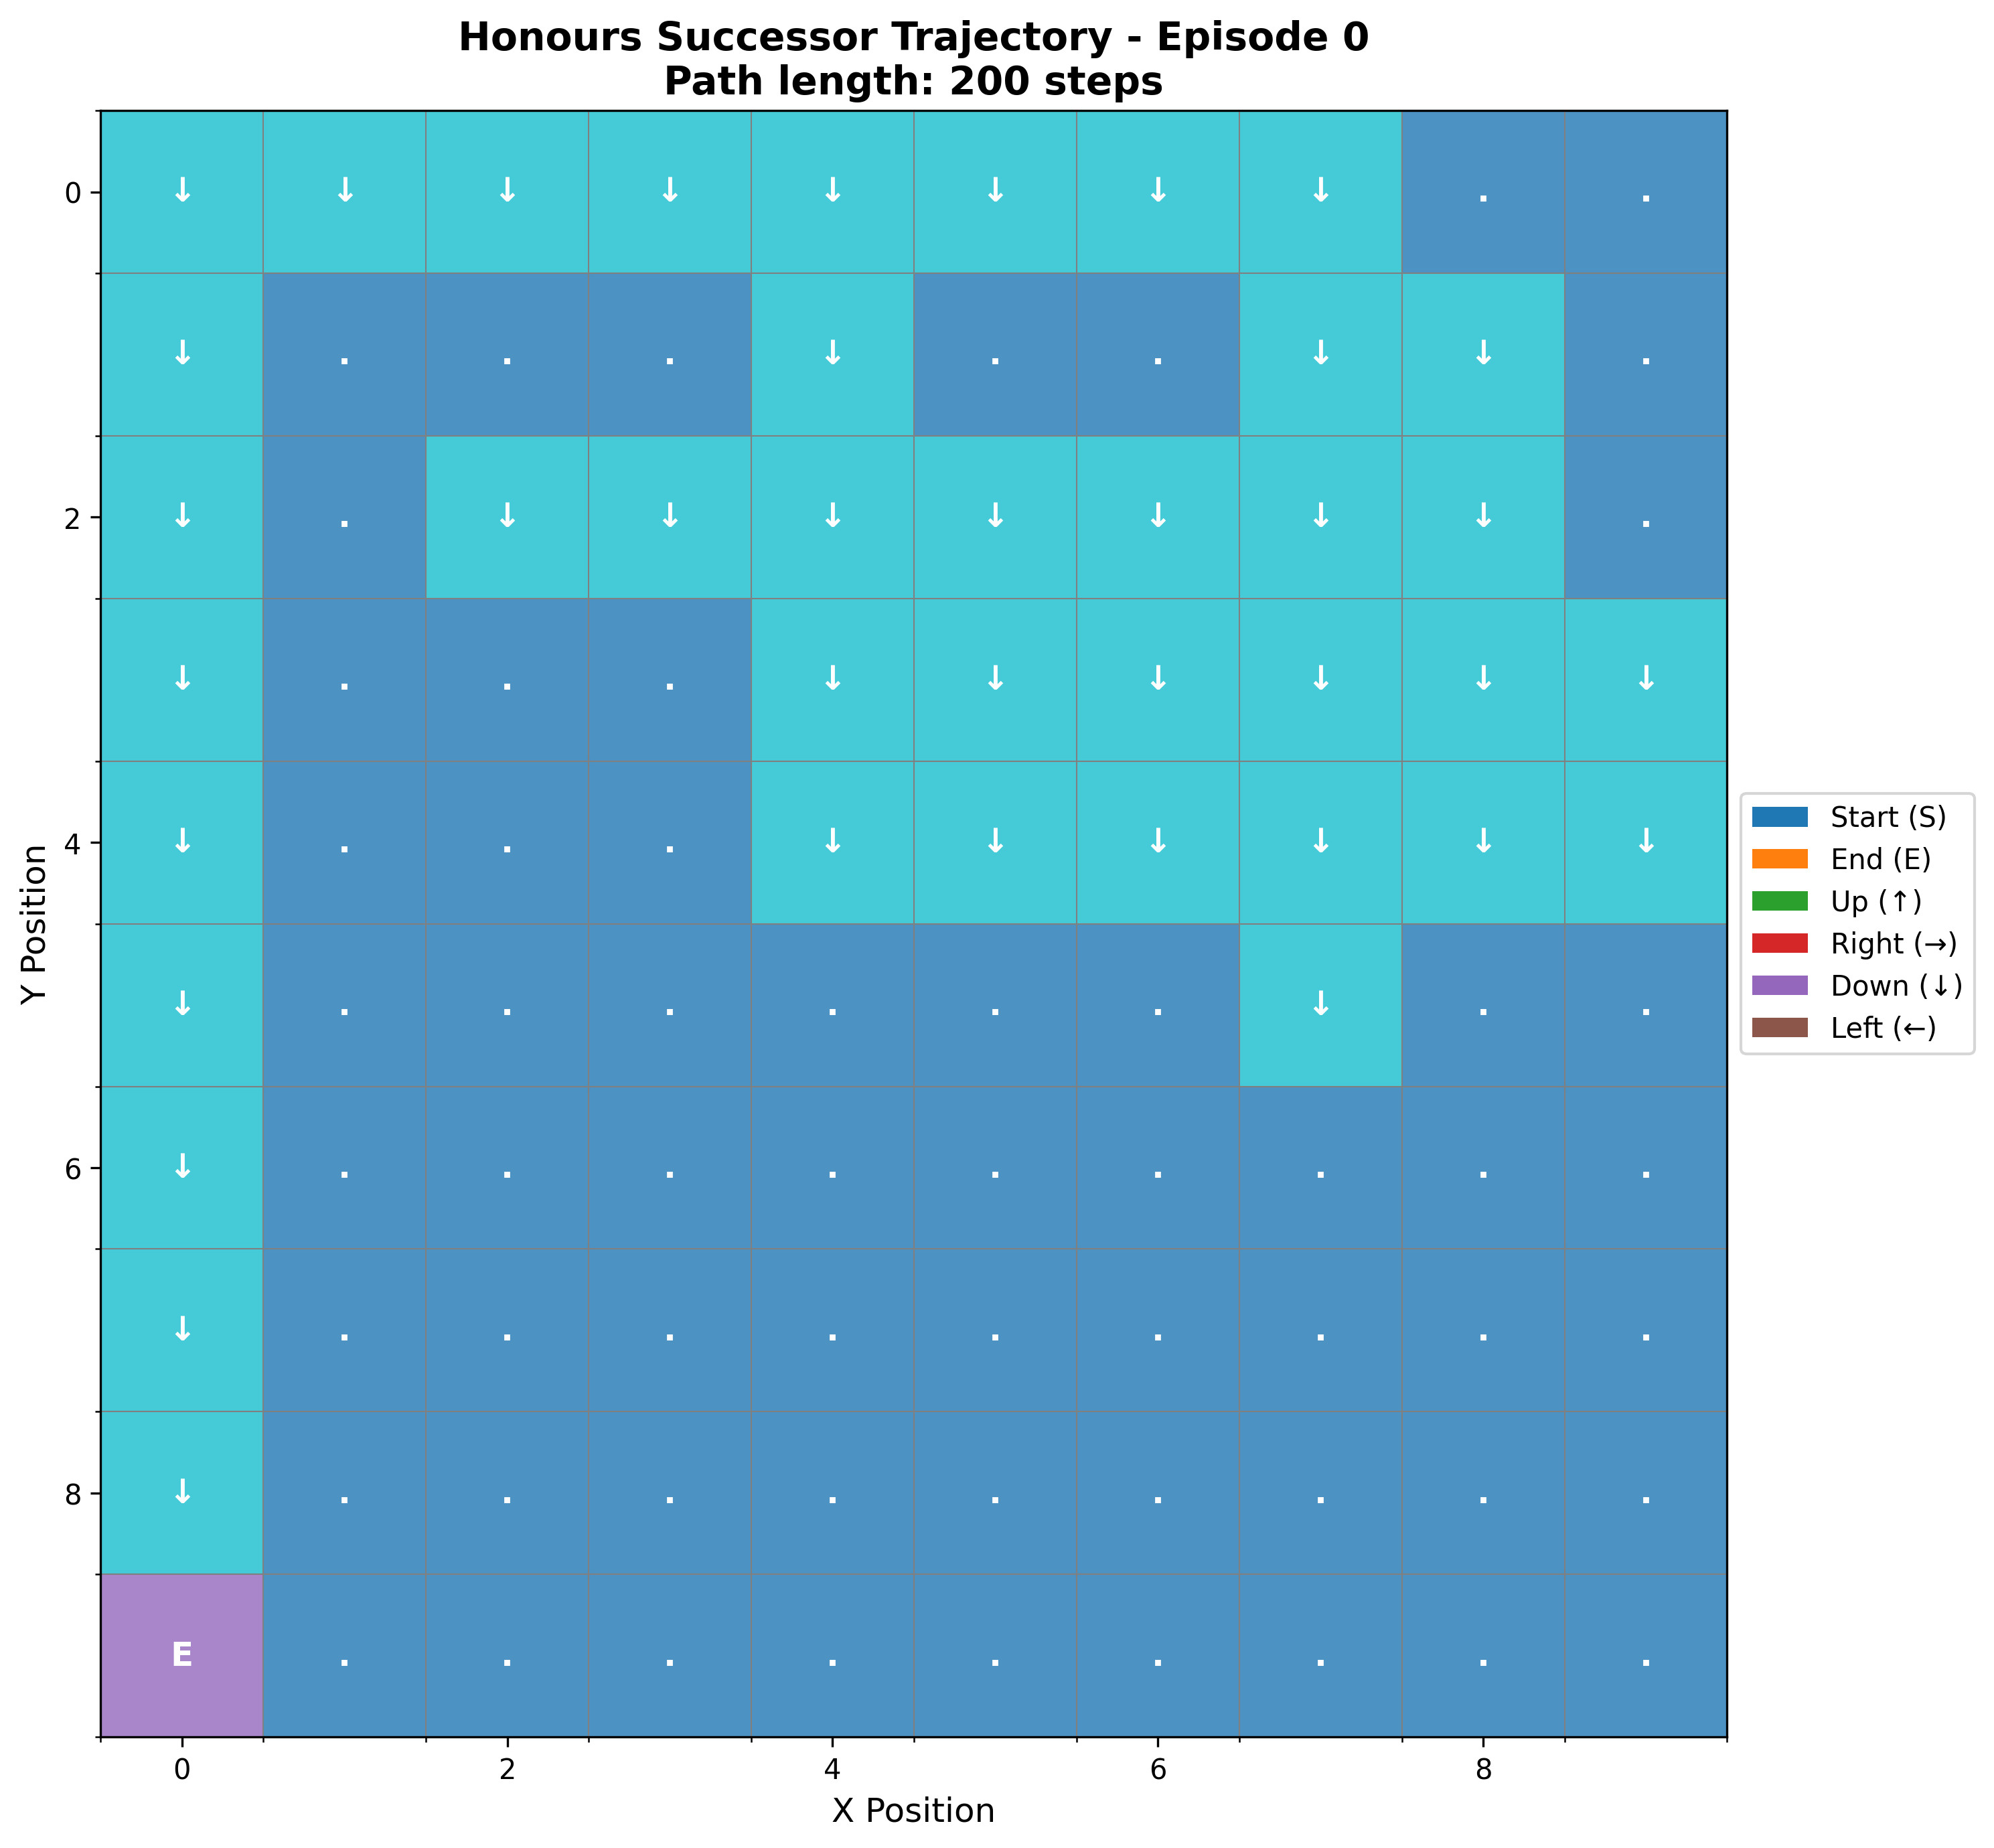 Honours Successor Trajectory - Episode 0
Path length: 200 steps
0 ↓ ↓ ↓ ↓ ↓ ↓ ↓ ↓ . .
↓ . . . ↓ . . ↓ ↓ .
2 ↓ . ↓ ↓ ↓ ↓ ↓ ↓ ↓ .
↓ . . . ↓ ↓ ↓ ↓ ↓ ↓
4 ↓ . . . ↓ ↓ ↓ ↓ ↓ ↓
↓ . . . . . . ↓ . .
6 ↓ . . . . . . . . .
↓ . . . . . . . . .
8 ↓ . . . . . . . . .
E . . . . . . . . .
0 2 4 6 8
X Position
Y Position
Start (S)
End (E)
Up (↑)
Right (→)
Down (↓)
Left (←)